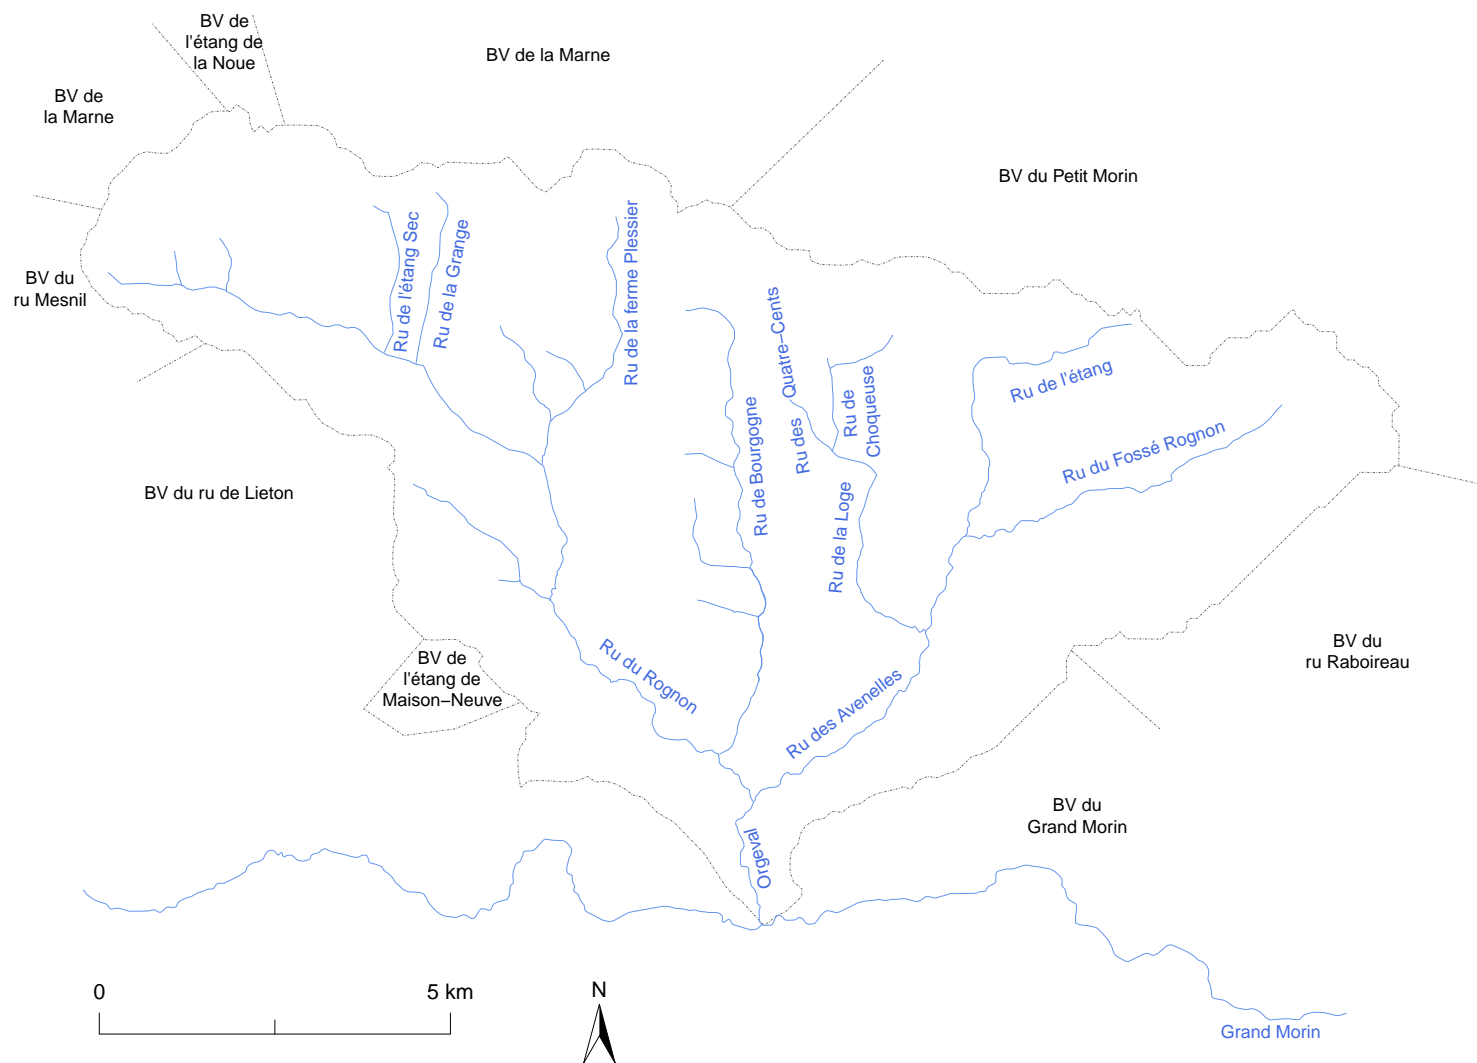 BV de
l'étang de
la Noue
BV de la Marne
BV de
la Marne
BV du Petit Morin
BV du
ru Mesnil
Ru de l'étang Sec
Ru de la Grange
Ru de la ferme Plessier
Ru des Quatre−Cents
Ru de
Choqueuse
Ru de l'étang
Ru de Bourgogne
Ru du Fossé Rognon
BV du ru de Lieton
Ru de la Loge
BV de
l'étang de
Maison−Neuve
Ru du Rognon
Ru des Avenelles
BV du
ru Raboireau
BV du
Grand Morin
Orgeval
0 5 km
N
Grand Morin